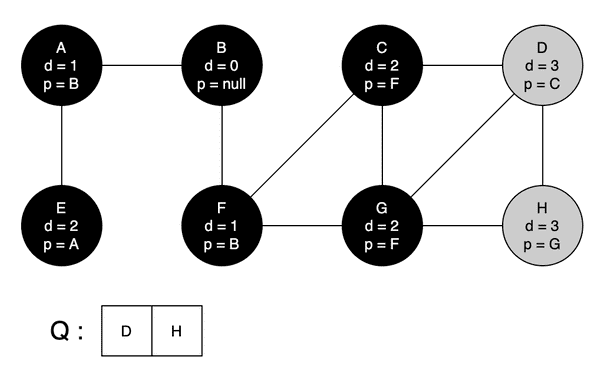 A
d = 1
p = B
B
d = 0
p = null
C
d = 2
p = F
D
d = 3
p = C
E
d = 2
p = A
F
d = 1
p = B
G
d = 2
p = F
H
d = 3
p = G
Q : D H